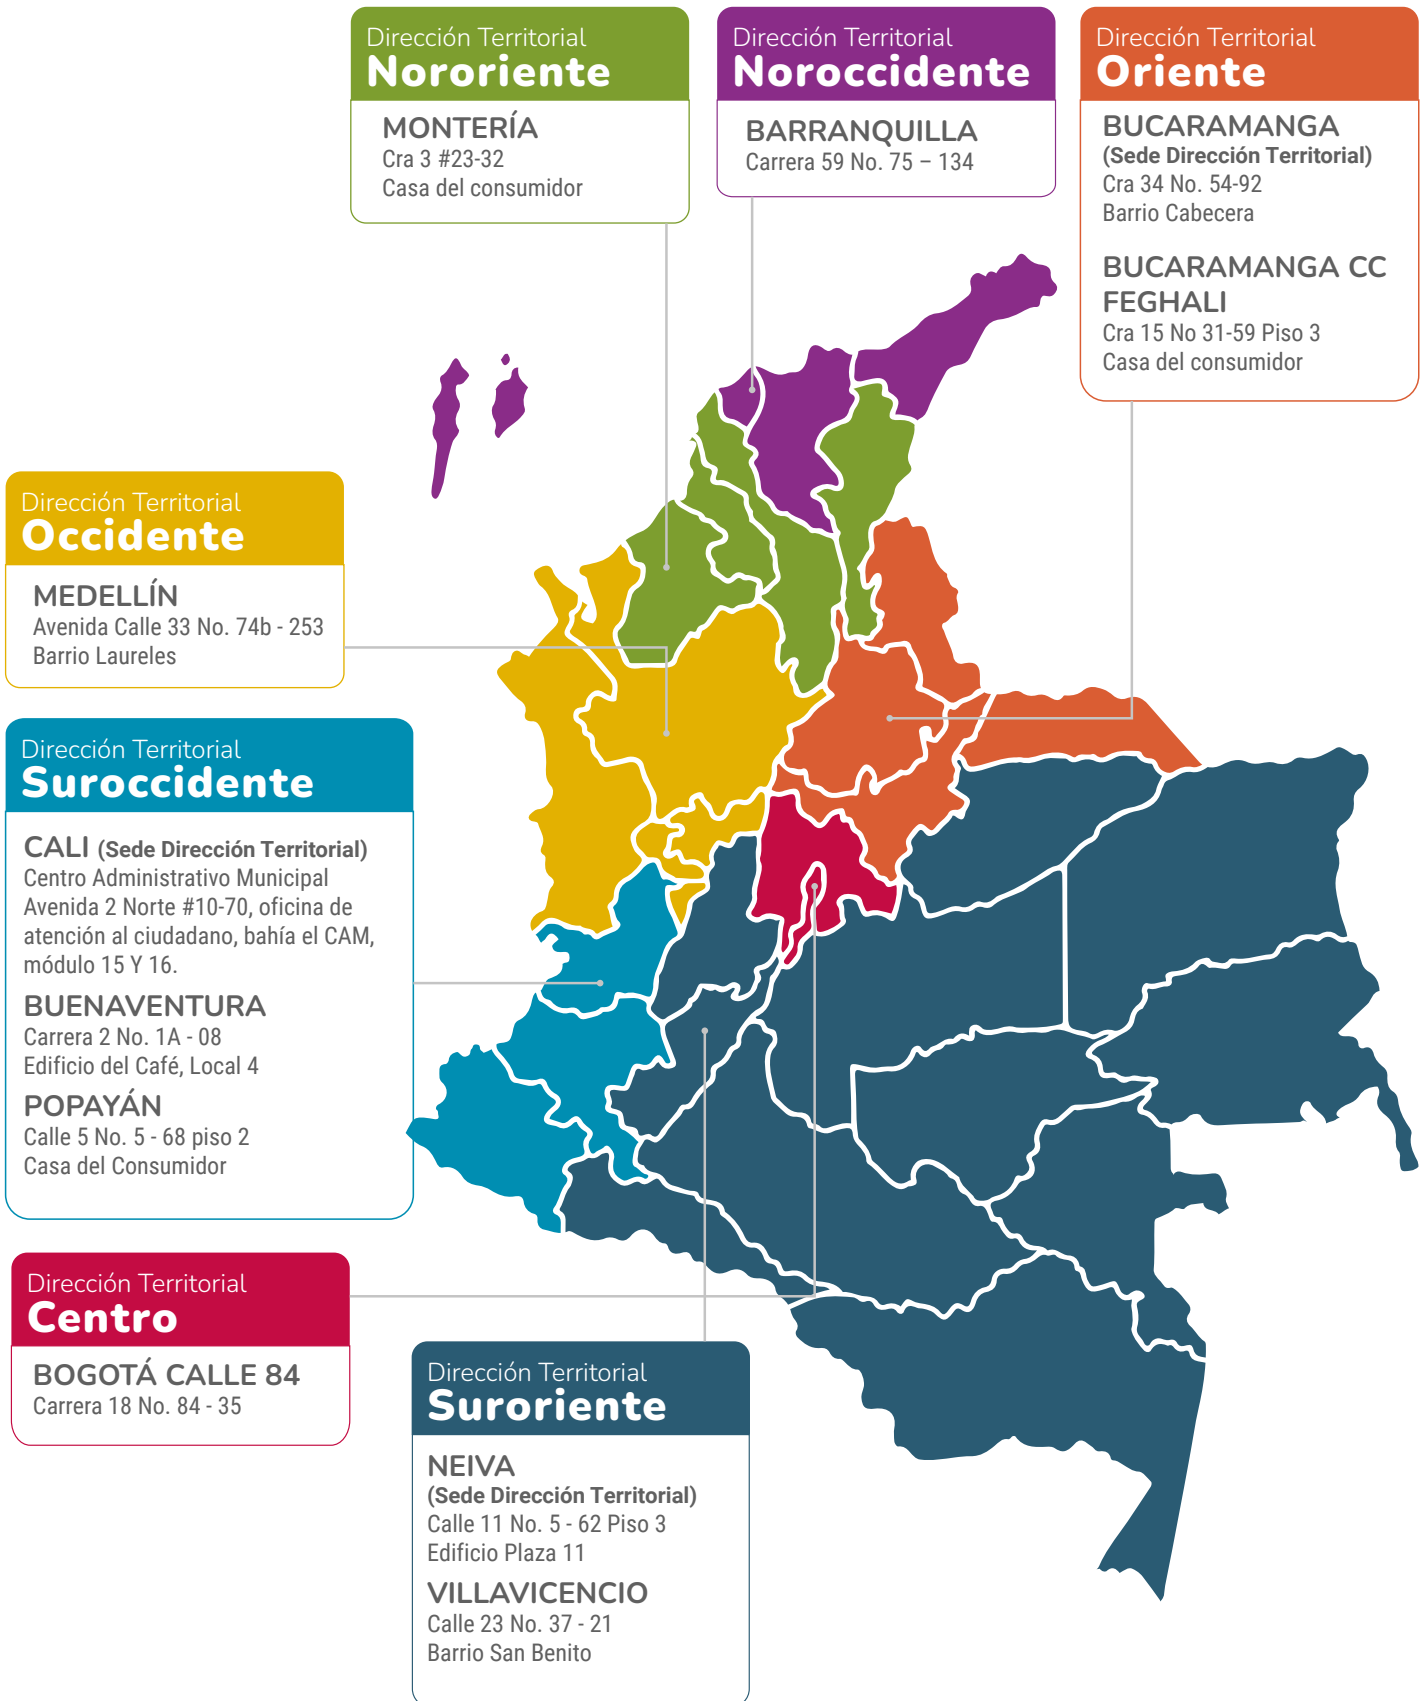 Dirección Territorial
Nororiente
MONTERÍA
Cra 3 #23-32
Casa del consumidor
Dirección Territorial
Noroccidente
BARRANQUILLA
Carrera 59 No. 75 – 134
Dirección Territorial
Oriente
BUCARAMANGA
(Sede Dirección Territorial)
Cra 34 No. 54-92
Barrio Cabecera
BUCARAMANGA CC
FEGHALI
Cra 15 No 31-59 Piso 3
Casa del consumidor
Dirección Territorial
Occidente
MEDELLÍN
Avenida Calle 33 No. 74b - 253
Barrio Laureles
Dirección Territorial
Suroccidente
CALI (Sede Dirección Territorial)
Centro Administrativo Municipal
Avenida 2 Norte #10-70, oficina de
atención al ciudadano, bahía el CAM,
módulo 15 Y 16.
BUENAVENTURA
Carrera 2 No. 1A - 08
Edificio del Café, Local 4
POPAYÁN
Calle 5 No. 5 - 68 piso 2
Casa del Consumidor
Dirección Territorial
Centro
BOGOTÁ CALLE 84
Carrera 18 No. 84 - 35
Dirección Territorial
Suroriente
NEIVA
(Sede Dirección Territorial)
Calle 11 No. 5 - 62 Piso 3
Edificio Plaza 11
VILLAVICENCIO
Calle 23 No. 37 - 21
Barrio San Benito